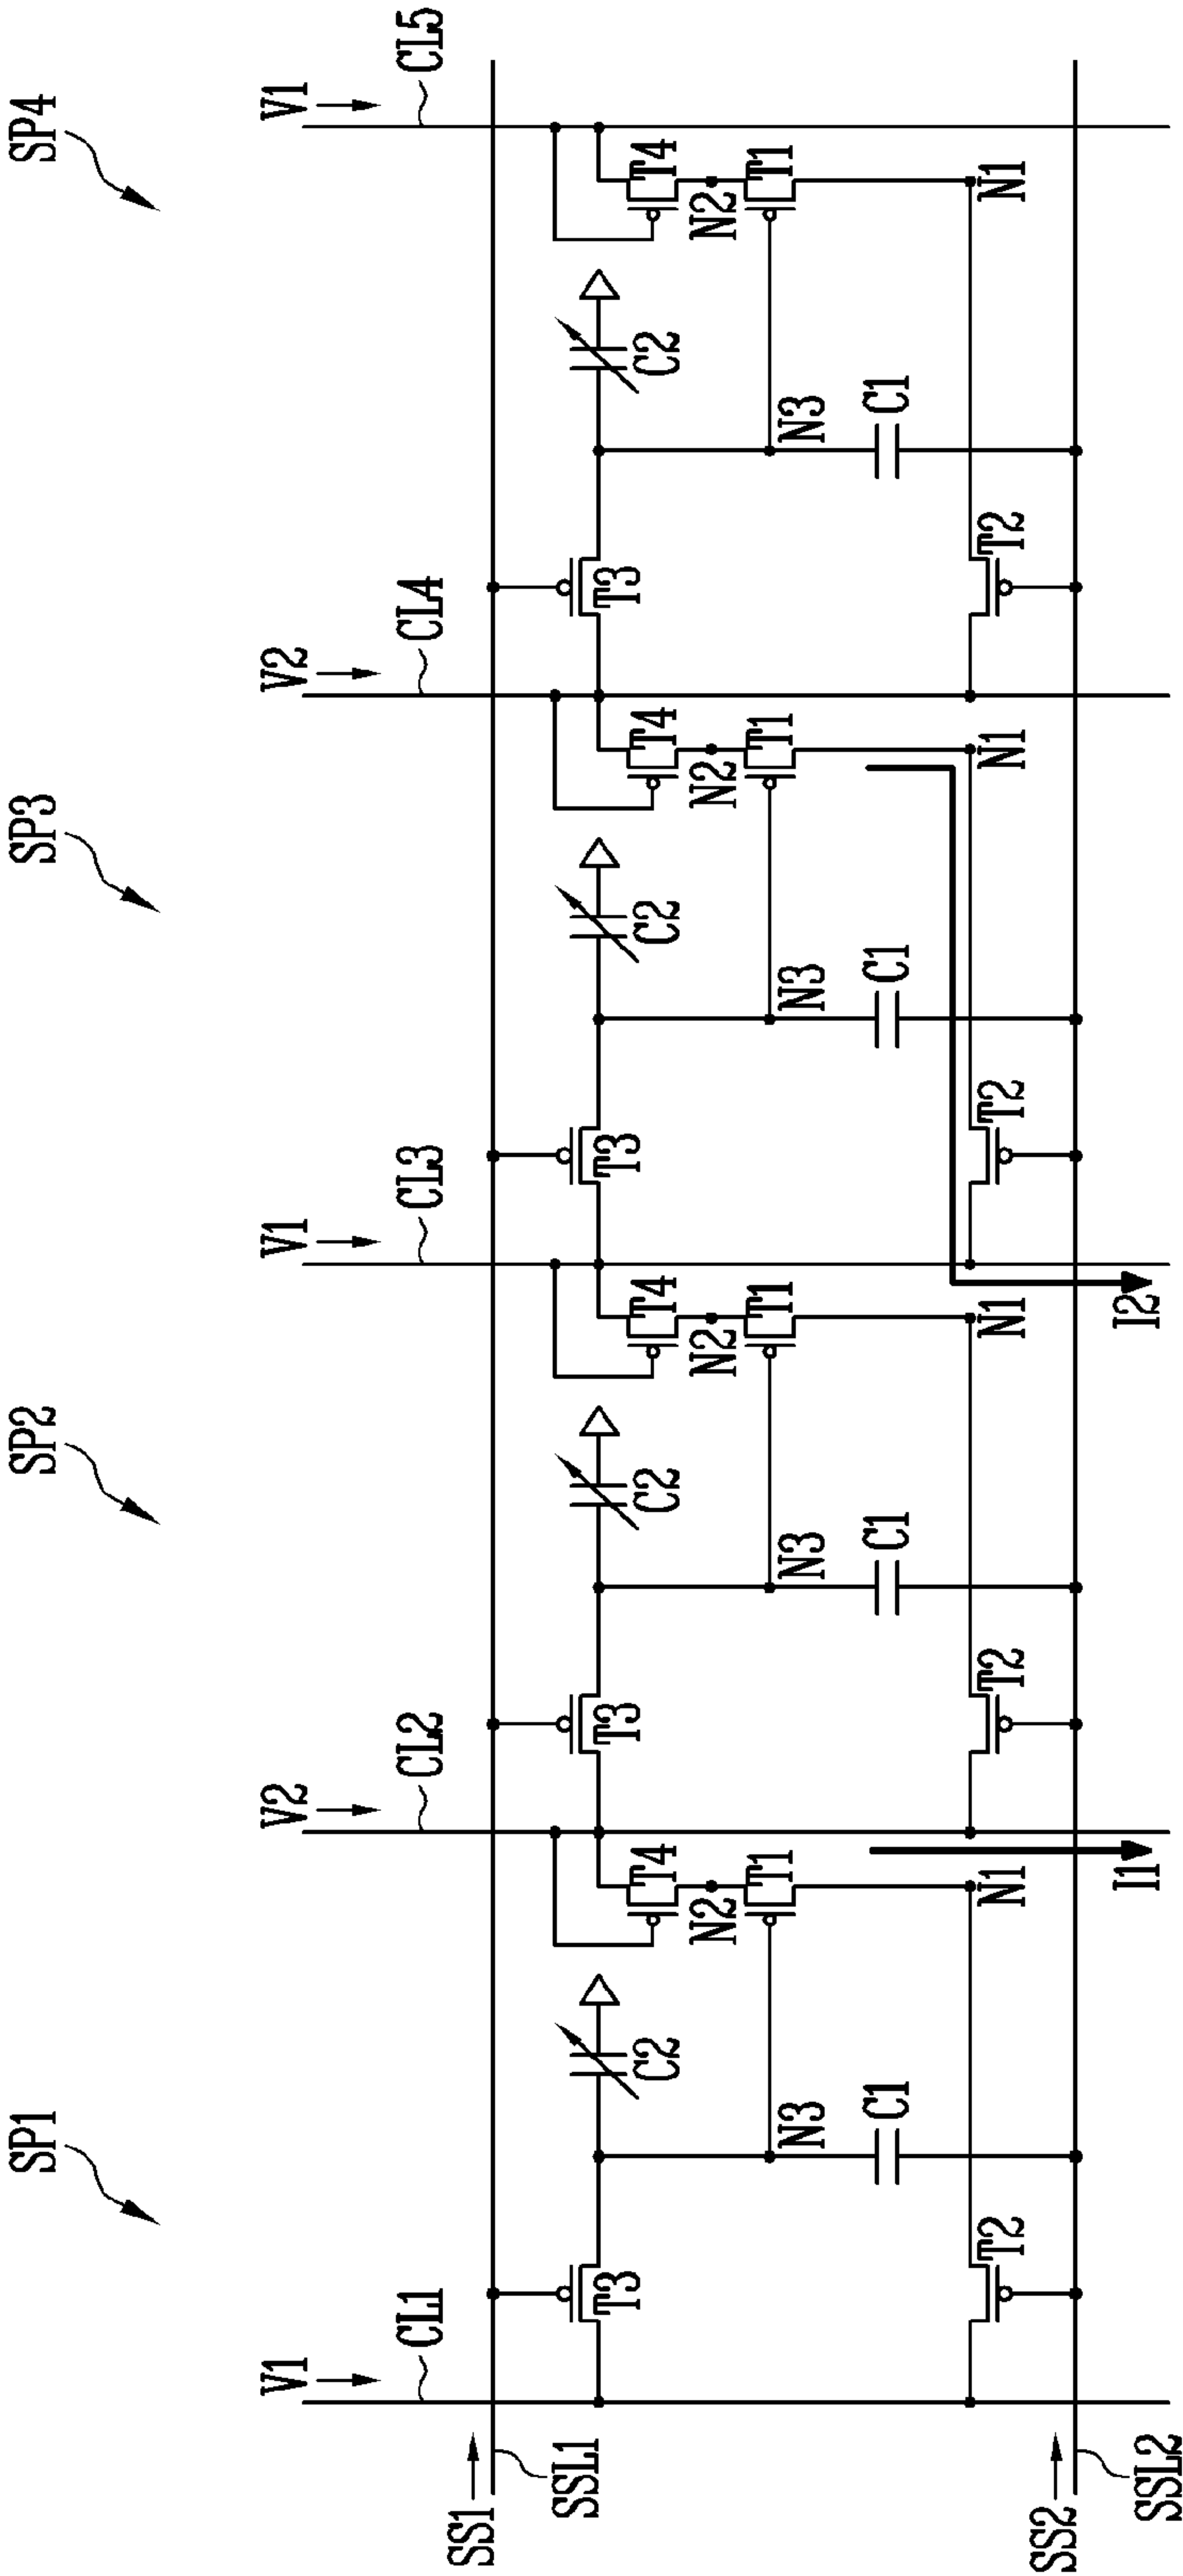 SP1 SP2 SP3 SP4
V1 V2 V1 V2 V1
CL1 CL2 CL3 CL4 CL5
SS1
SSL1
T3 C2 T4 T3 C2 T4 T3 C2 T4 T3 C2 T4
N2 N2 N2 N2
N3 T1 N3 T1 N3 T1 N3 T1
C1 C1 C1 C1
T2 N1 T2 N1 T2 N1 T2 N1
SS2
SSL2
I1 I2